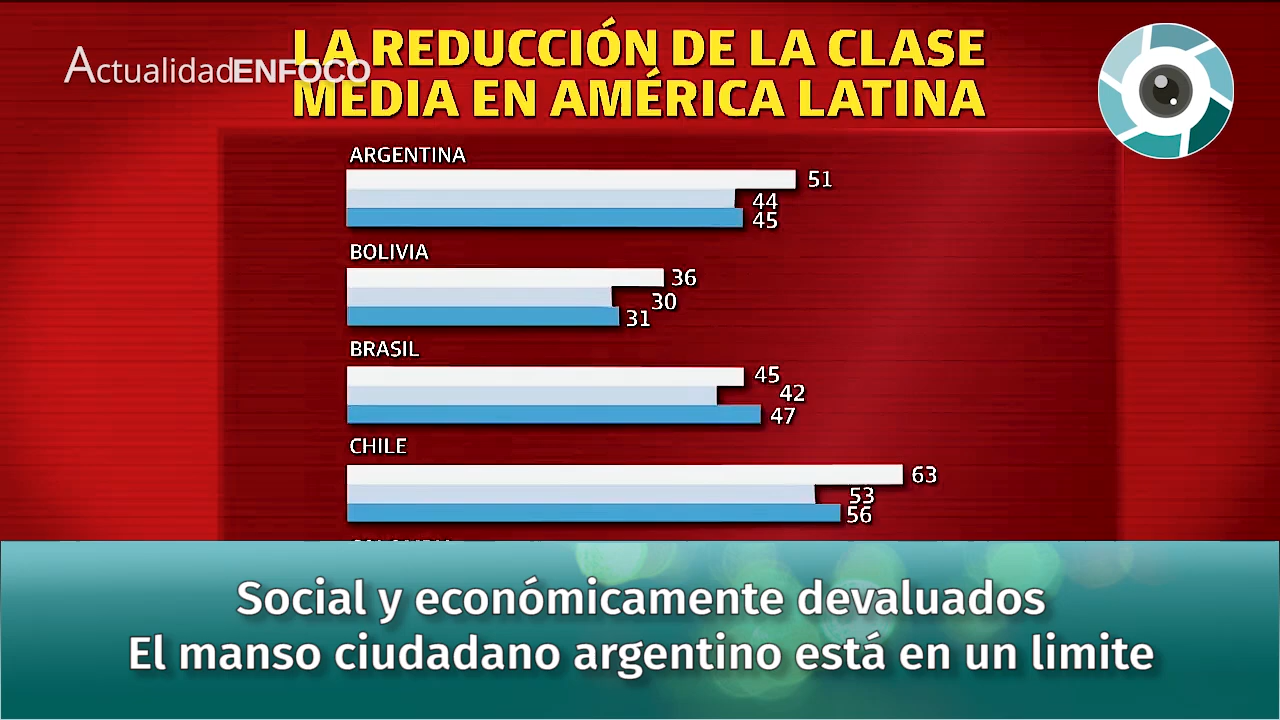 LA REDUCCIÓN DE LA CLASE
ActualidadENFOCO
MEDIA EN AMÉRICA LATINA
ARGENTINA
51
44
45
BOLIVIA
36
30
31
BRASIL
45
42
47
CHILE
63
53
56
Social y económicamente devaluados
El manso ciudadano argentino está en un limite